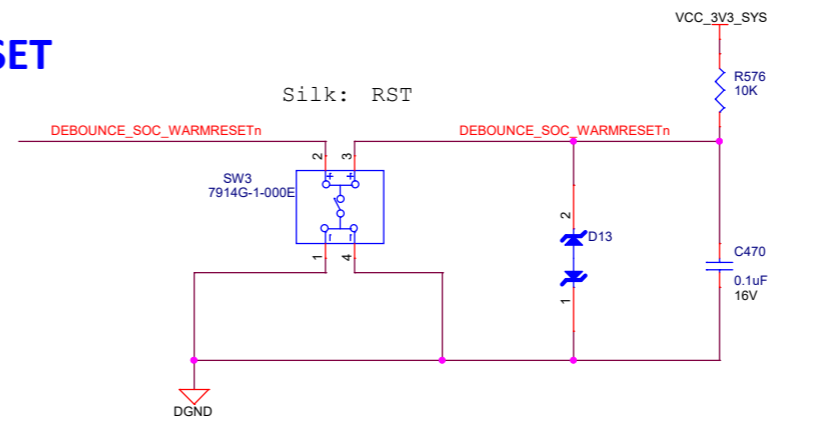 VCC_3V3_SYS
SET
R576
10K
Silk: RST
DEBOUNCE_SOC_WARMRESETn
DEBOUNCE_SOC_WARMRESETn
2
3
SW3
7914G-1-000E
+
+
2
D13
C470
0.1uF
16V
1
4
1
DGND